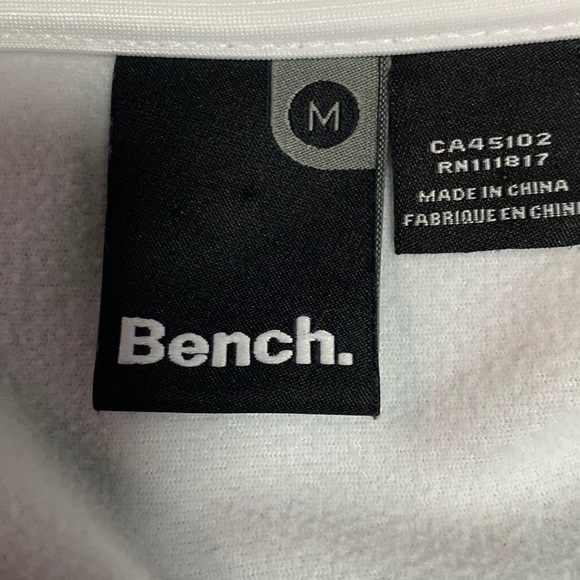 M
Bench.
CA45102
RN111817
MADE IN CHINA
FABRIQUE EN CHIN